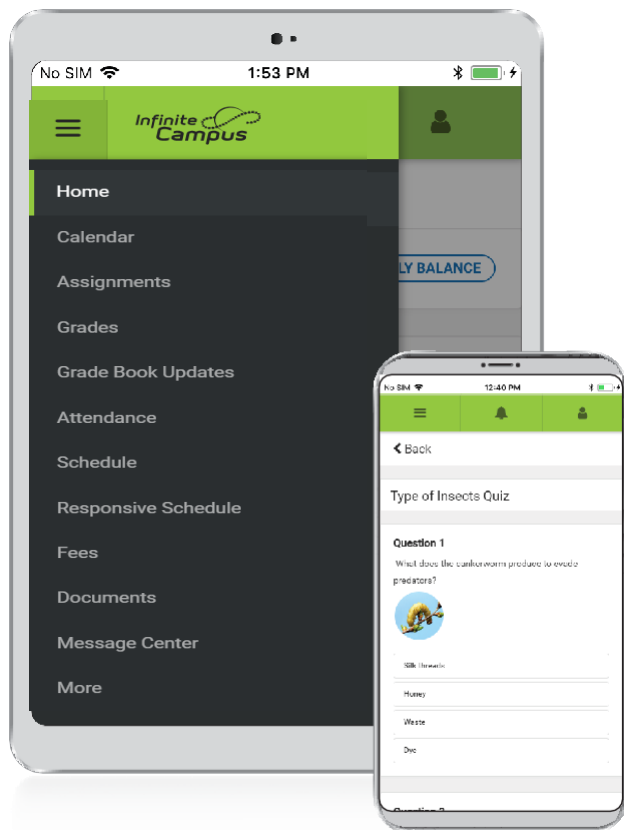 No SIM 1:53 PM
Infinite
Campus
LY BALANCE
Home
Calendar
Assignments
Grades
Grade Book Updates
Attendance
Schedule
Responsive Schedule
Fees
Documents
Message Center
More
No SIM 12:40 PM
Back
Type of Insects Quiz
Question 1
What does the cankerworm produce to evade
predators?
Silk threads
Honey
Waste
Dye
Question 2